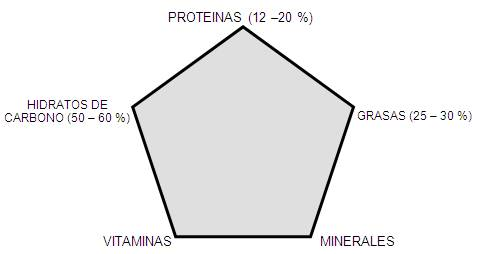 PROTEINAS (12 –20 %)
HIDRATOS DE
CARBONO (50 – 60 %)
GRASAS (25 – 30 %)
VITAMINAS
MINERALES